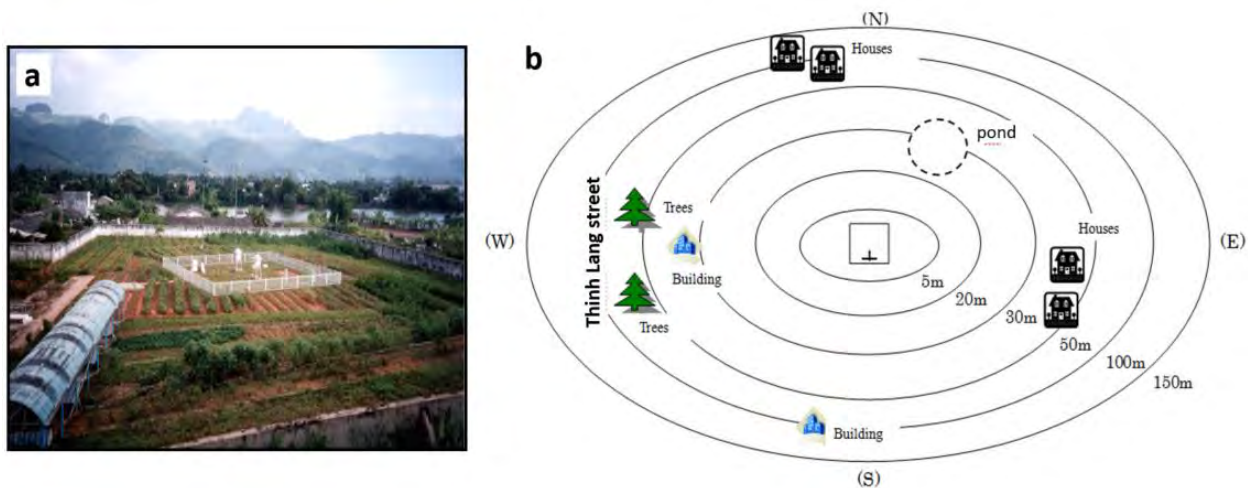 a
b
(N)
Houses
pond
Thinh Lang street
Trees
Houses
(W)
(E)
Building
5m
20m
Trees
30m
50m
100m
150m
Building
(S)